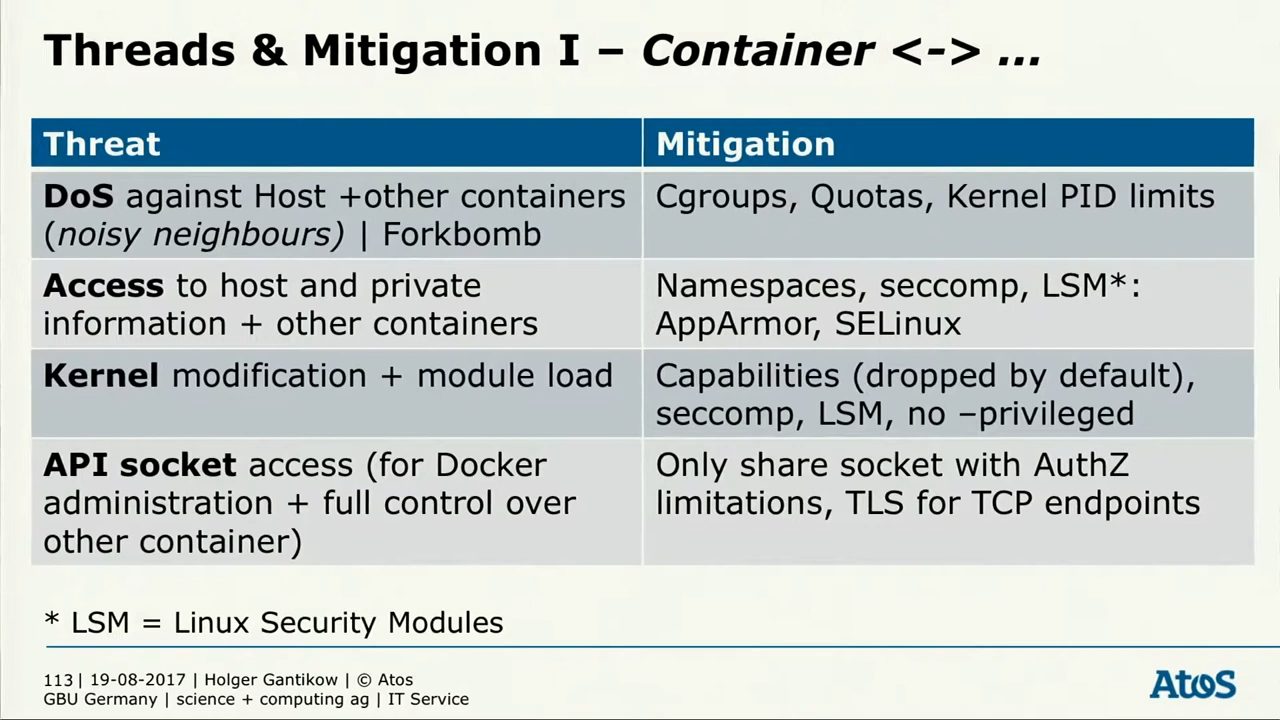 Threads & Mitigation I – Container <-> ...
Threat
Mitigation
DoS against Host +other containers
(noisy neighbours) | Forkbomb
Cgroups, Quotas, Kernel PID limits
Access to host and private
information + other containers
Namespaces, seccomp, LSM*:
AppArmor, SELinux
Kernel modification + module load
Capabilities (dropped by default),
seccomp, LSM, no –privileged
API socket access (for Docker
administration + full control over
other container)
Only share socket with AuthZ
limitations, TLS for TCP endpoints
* LSM = Linux Security Modules
113 | 19-08-2017 | Holger Gantikow | © Atos
GBU Germany | science + computing ag | IT Service
Atos